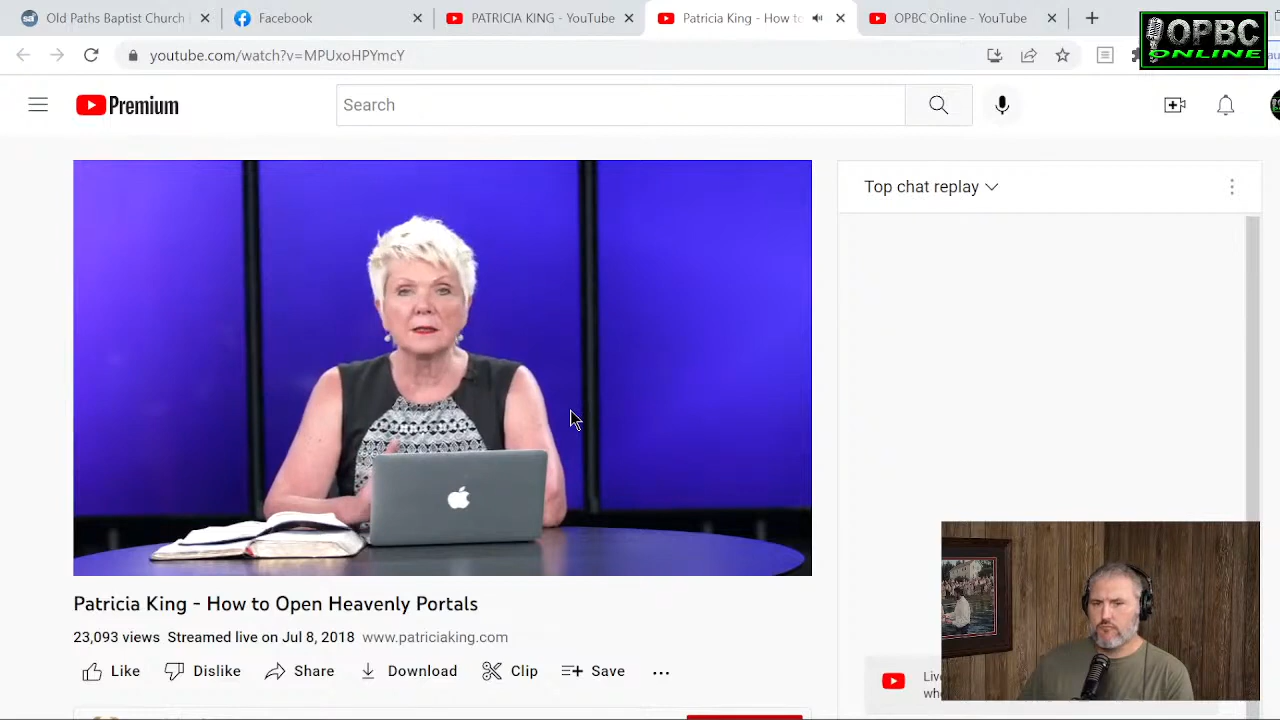 Old Path Baptist Church
Facebook
PATRICIA KING - YouTube
Patricia King - How to
OPBC Online - YouTube
OPBC
ONLINE
youtube.com/watch?v=MPUxoHPYmcY
Premium
Search
Top chat replay
Patricia King - How to Open Heavenly Portals
23,093 views Streamed live on Jul 8, 2018 www.patriciaking.com
Like
Dislike
Share
Download
Clip
Save